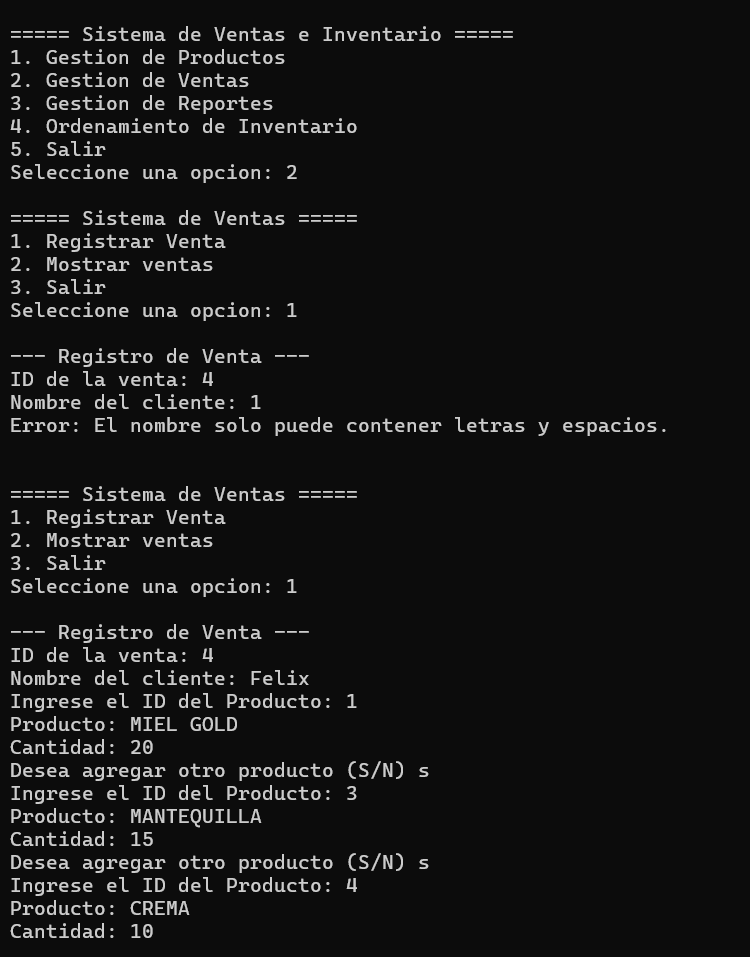 ===== Sistema de Ventas e Inventario =====
1. Gestion de Productos
2. Gestion de Ventas
3. Gestion de Reportes
4. Ordenamiento de Inventario
5. Salir
Seleccione una opcion: 2
===== Sistema de Ventas =====
1. Registrar Venta
2. Mostrar ventas
3. Salir
Seleccione una opcion: 1
--- Registro de Venta ---
ID de la venta: 4
Nombre del cliente: 1
Error: El nombre solo puede contener letras y espacios.
===== Sistema de Ventas =====
1. Registrar Venta
2. Mostrar ventas
3. Salir
Seleccione una opcion: 1
--- Registro de Venta ---
ID de la venta: 4
Nombre del cliente: Felix
Ingrese el ID del Producto: 1
Producto: MIEL GOLD
Cantidad: 20
Desea agregar otro producto (S/N) s
Ingrese el ID del Producto: 3
Producto: MANTEQUILLA
Cantidad: 15
Desea agregar otro producto (S/N) s
Ingrese el ID del Producto: 4
Producto: CREMA
Cantidad: 10